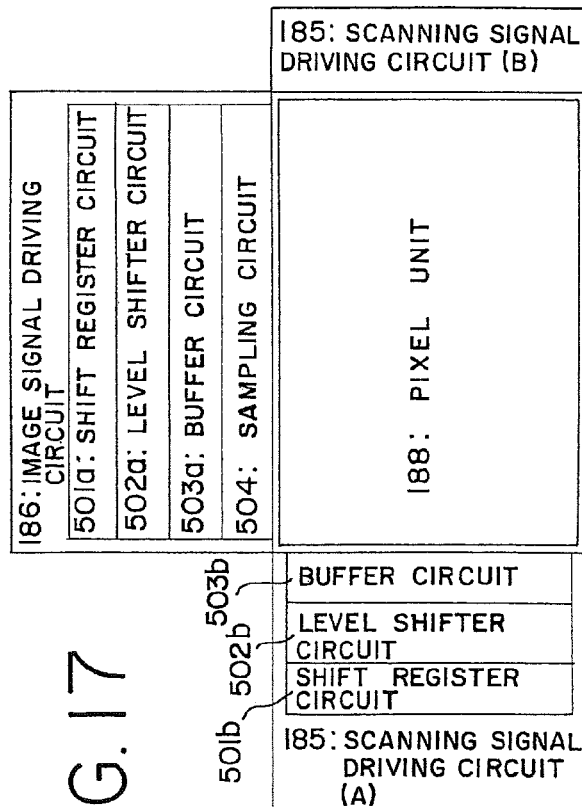 G. 17
186: IMAGE SIGNAL DRIVING
CIRCUIT
501a: SHIFT REGISTER CIRCUIT
502a: LEVEL SHIFTER CIRCUIT
503a: BUFFER CIRCUIT
504: SAMPLING CIRCUIT
185: SCANNING SIGNAL
DRIVING CIRCUIT (B)
188: PIXEL UNIT
503b
BUFFER CIRCUIT
502b
LEVEL SHIFTER
CIRCUIT
501b
SHIFT REGISTER
CIRCUIT
185: SCANNING SIGNAL
DRIVING CIRCUIT
(A)